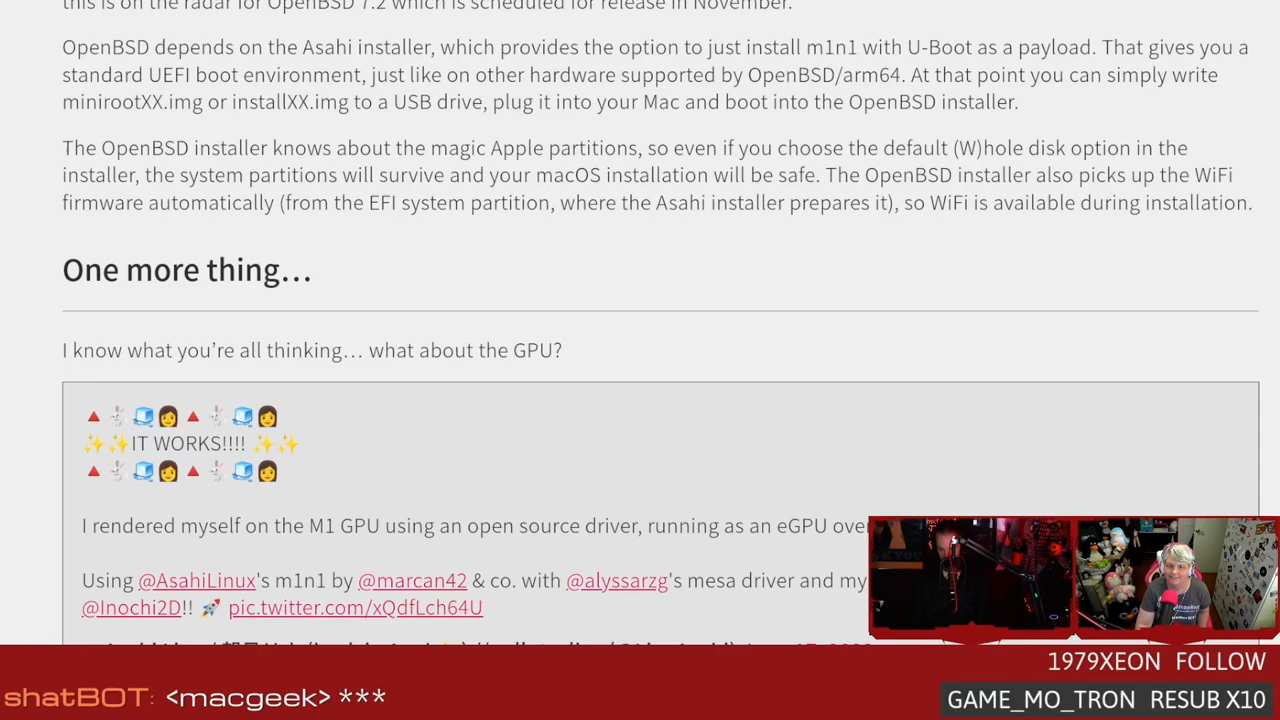 this is on the radar for OpenBSD 7.2 which is scheduled for release in November.
OpenBSD depends on the Asahi installer, which provides the option to just install m1n1 with U-Boot as a payload. That gives you a
standard UEFI boot environment, just like on other hardware supported by OpenBSD/arm64. At that point you can simply write
minirootXX.img or installXX.img to a USB drive, plug it into your Mac and boot into the OpenBSD installer.
The OpenBSD installer knows about the magic Apple partitions, so even if you choose the default (W)hole disk option in the
installer, the system partitions will survive and your macOS installation will be safe. The OpenBSD installer also picks up the WiFi
firmware automatically (from the EFI system partition, where the Asahi installer prepares it), so WiFi is available during installation.
One more thing…
I know what you’re all thinking… what about the GPU?
🔺🐇🧊👩🔺🐇🧊👩
✨✨IT WORKS!!!! ✨✨
🔺🐇🧊👩🔺🐇🧊👩
I rendered myself on the M1 GPU using an open source driver, running as an eGPU over
Using @AsahiLinux's m1n1 by @marcan42 & co. with @alyssarzg's mesa driver and my
@Inochi2D!! 🚀 pic.twitter.com/xQdfLch64U
1979XEON FOLLOW
shatBOT: <macgeek> ***
GAME_MO_TRON RESUB X10